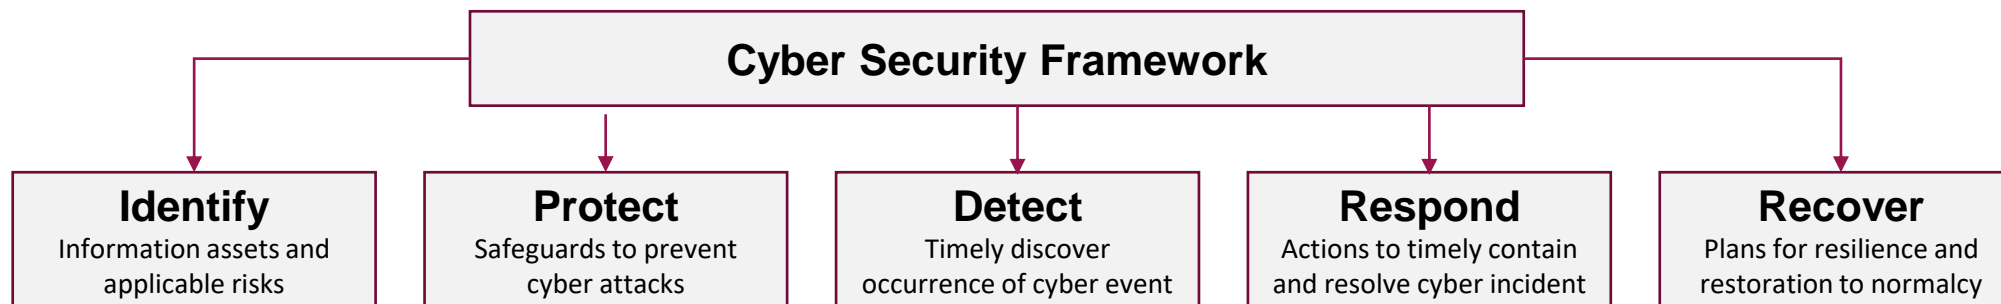 Cyber Security Framework
Identify
Information assets and
applicable risks
Protect
Safeguards to prevent
cyber attacks
Detect
Timely discover
occurrence of cyber event
Respond
Actions to timely contain
and resolve cyber incident
Recover
Plans for resilience and
restoration to normalcy